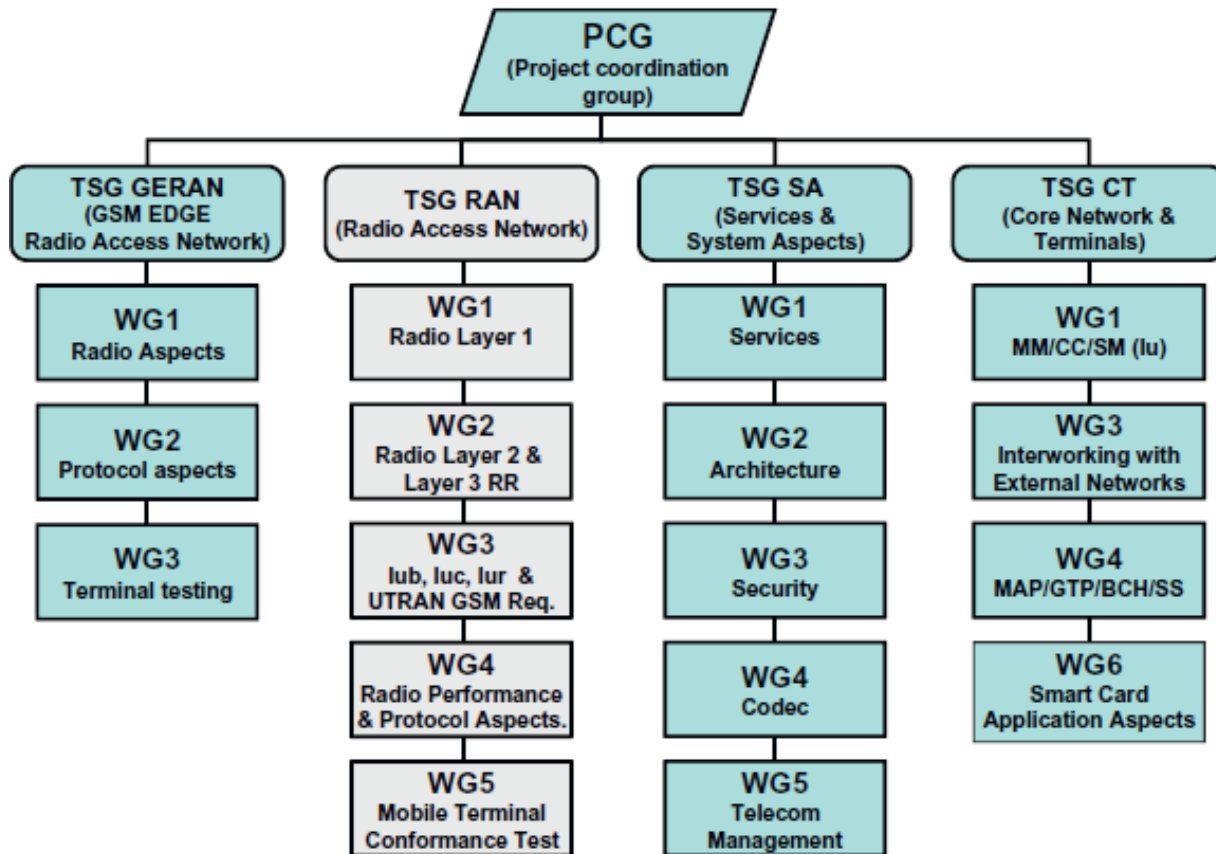 PCG
(Project coordination
group)
TSG GERAN
(GSM EDGE
Radio Access Network)
WG1
Radio Aspects
WG2
Protocol aspects
WG3
Terminal testing
TSG RAN
(Radio Access Network)
WG1
Radio Layer 1
WG2
Radio Layer 2 &
Layer 3 RR
WG3
Iub, Iuc, Iur &
UTRAN GSM Req.
WG4
Radio Performance
& Protocol Aspects.
WG5
Mobile Terminal
Conformance Test
TSG SA
(Services &
System Aspects)
WG1
Services
WG2
Architecture
WG3
Security
WG4
Codec
WG5
Telecom
Management
TSG CT
(Core Network &
Terminals)
WG1
MM/CC/SM (Iu)
WG3
Interworking with
External Networks
WG4
MAP/GTP/BCH/SS
WG6
Smart Card
Application Aspects